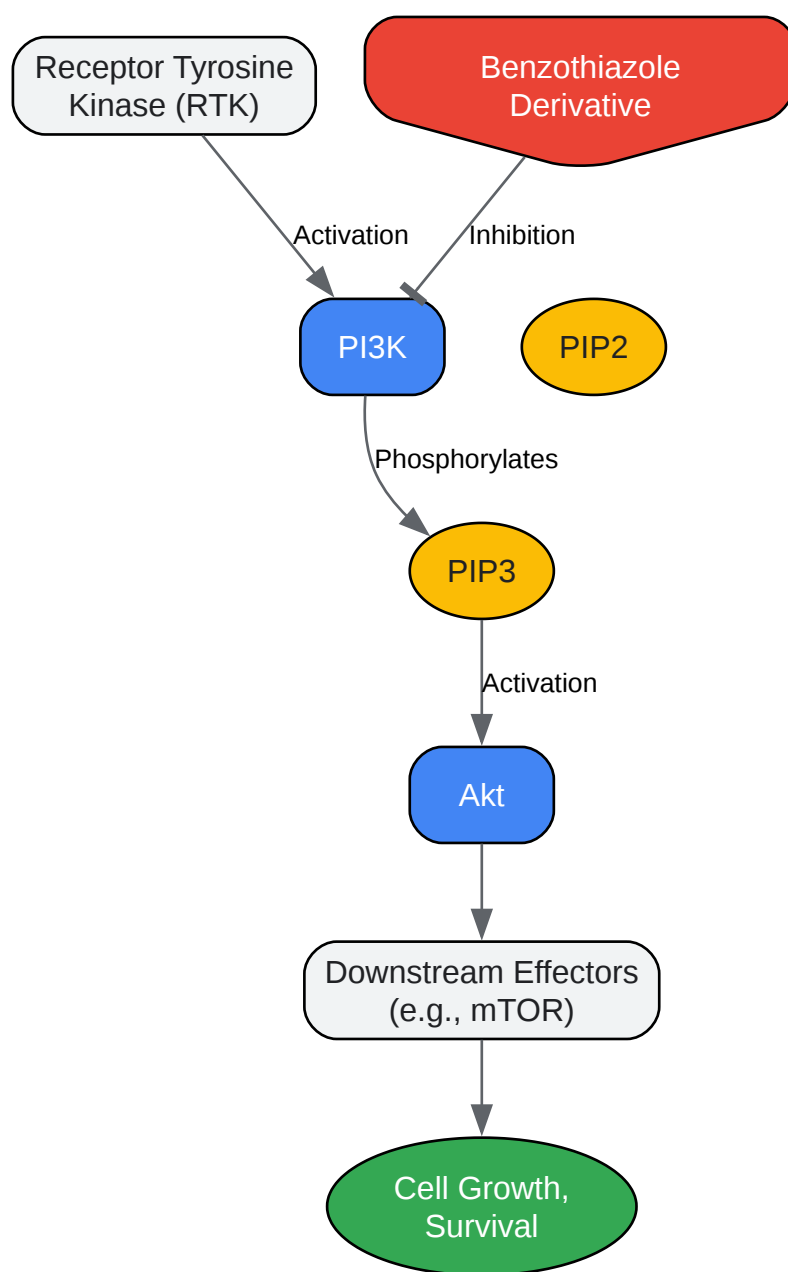 Receptor Tyrosine
Kinase (RTK)
Benzothiazole
Derivative
Activation
Inhibition
PI3K
PIP2
Phosphorylates
PIP3
Activation
Akt
Downstream Effectors
(e.g., mTOR)
Cell Growth,
Survival